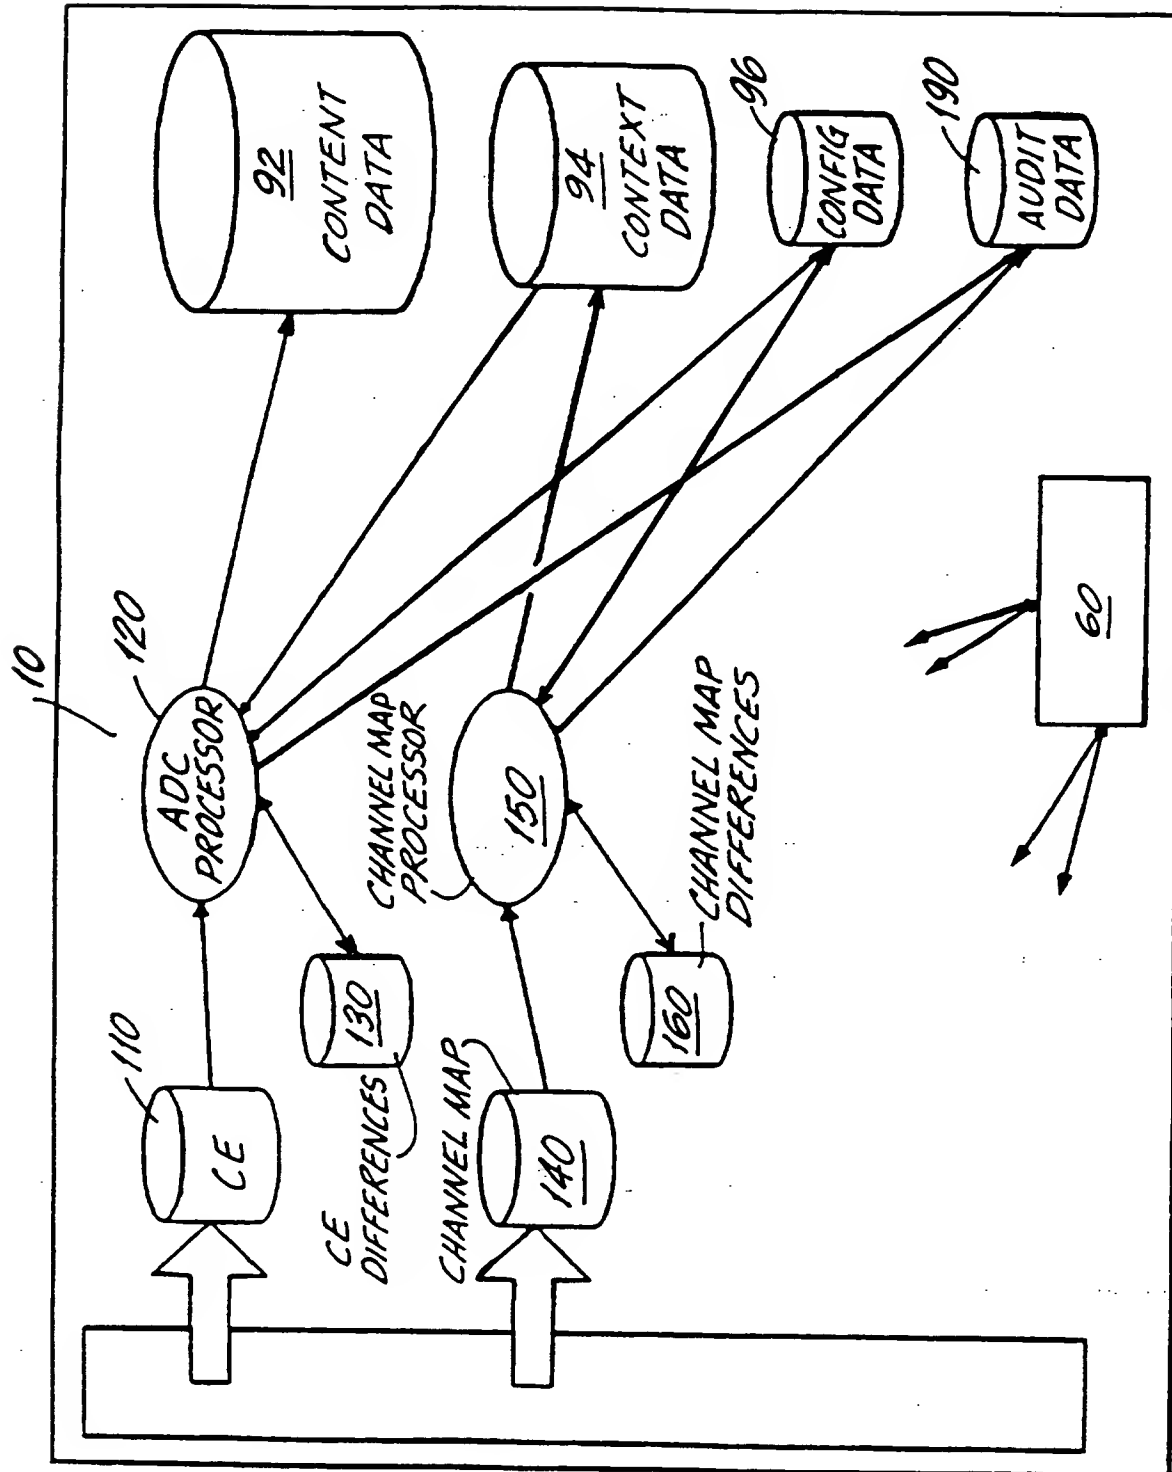 10
110
CE
120
ADC
PROCESSOR
92
CONTENT
DATA
CE
DIFFERENCES
130
CHANNEL MAP
PROCESSOR
94
CONTEXT
DATA
CHANNEL MAP
140
150
96
CONFIG
DATA
160
CHANNEL MAP
DIFFERENCES
190
AUDIT
DATA
60